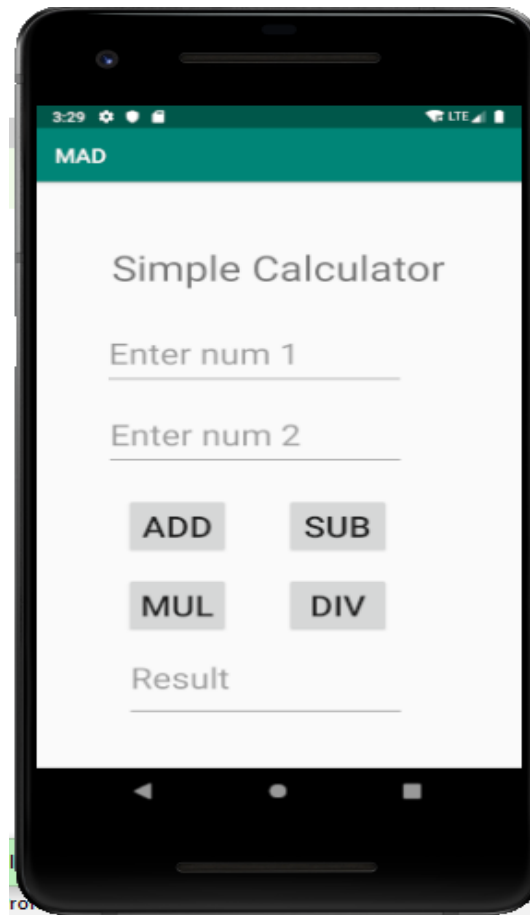 3:29 LTE
MAD
Simple Calculator
Enter num 1
Enter num 2
ADD SUB
MUL DIV
Result